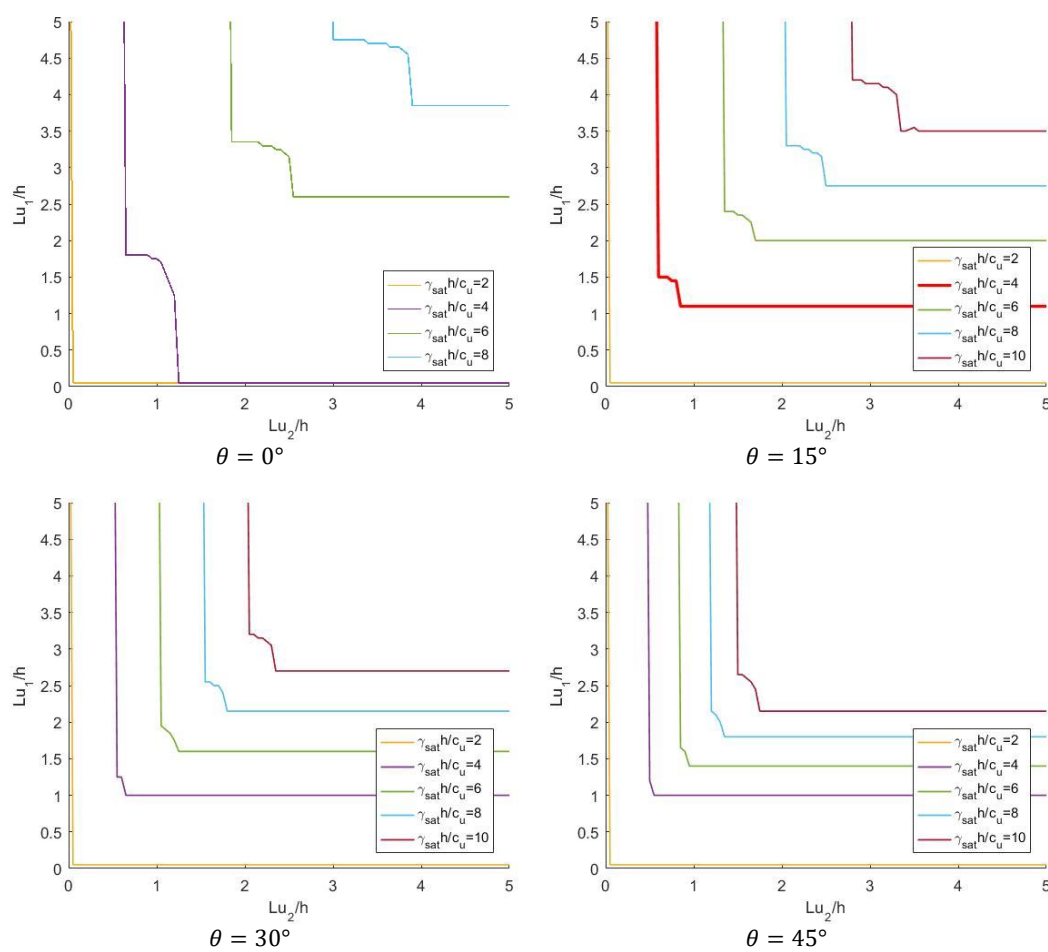 5
4.5
4
3.5
3
2.5
2
1.5
1
0.5
0
Lu₁/h
0 1 2 3 4 5
Lu₂/h
γsath/cu=2
γsath/cu=4
γsath/cu=6
γsath/cu=8
θ = 0°
5
4.5
4
3.5
3
2.5
2
1.5
1
0.5
0
Lu₁/h
0 1 2 3 4 5
Lu₂/h
γsath/cu=2
γsath/cu=4
γsath/cu=6
γsath/cu=8
γsath/cu=10
θ = 15°
5
4.5
4
3.5
3
2.5
2
1.5
1
0.5
0
Lu₁/h
0 1 2 3 4 5
Lu₂/h
γsath/cu=2
γsath/cu=4
γsath/cu=6
γsath/cu=8
γsath/cu=10
θ = 30°
5
4.5
4
3.5
3
2.5
2
1.5
1
0.5
0
Lu₁/h
0 1 2 3 4 5
Lu₂/h
γsath/cu=2
γsath/cu=4
γsath/cu=6
γsath/cu=8
γsath/cu=10
θ = 45°